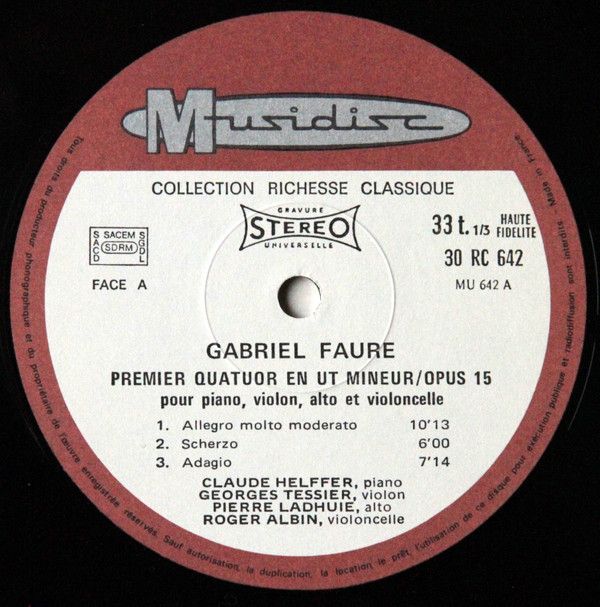 Musidisc
COLLECTION RICHESSE CLASSIQUE
GRAVURE
STEREO
UNIVERSELLE
33 t. 1/3 HAUTE FIDELITE
SACEM
SACD
SDRM
SGDL
30 RC 642
FACE A
MU 642 A
GABRIEL FAURE
PREMIER QUATUOR EN UT MINEUR/OPUS 15
pour piano, violon, alto et violoncelle
1. Allegro molto moderato 10'13
2. Scherzo 6'00
3. Adagio 7'14
CLAUDE HELFFER, piano
GEORGES TESSIER, violon
PIERRE LADHUIE, alto
ROGER ALBIN, violoncelle
Tous droits du producteur phonographique et du propriétaire de l'œuvre enregistrée réservés. Sauf autorisation, la duplication, la location, le prêt, l'utilisation de ce disque pour exécution publique et radiodiffusion sont interdits. - Made in France.